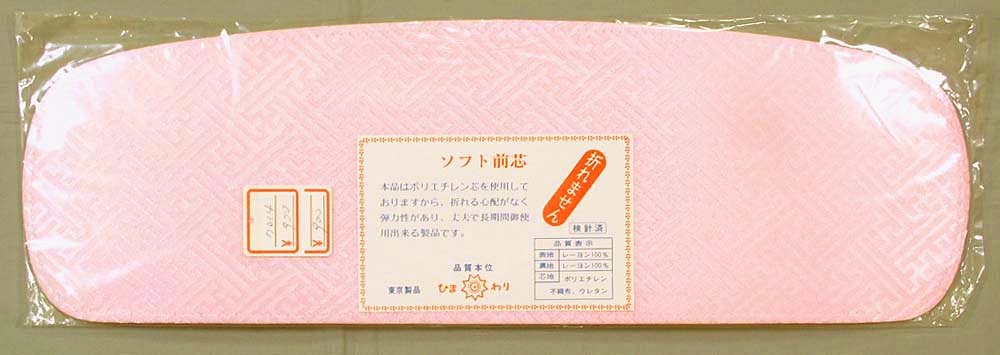 ソフト前芯
折れません
本品はポリエチレン芯を使用して
おりますから、折れる心配がなく
弾力性があり、丈夫で長期間御使
用出来る製品です。
検針済
品質表示
表地 レーヨン100%
裏地 レーヨン100%
芯地 ポリエチレン
不織布、ウレタン
品質本位
東京製品 ひまわり
900
900